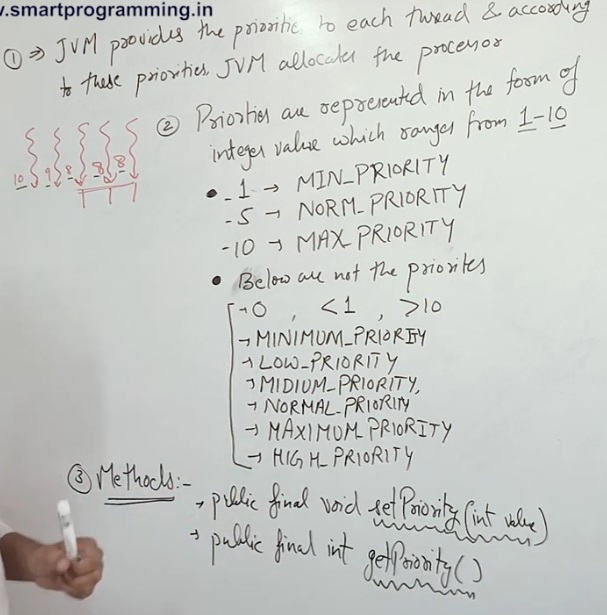 .smartprogramming.in
① ⇒ JVM provides the priorities to each thread & according
to these priorities JVM allocates the processor
② Priorities are represented in the form of
integer value which ranges from 1-10
10 9 8 8 8
• - 1 → MIN_PRIORITY
- 5 → NORM_PRIORITY
- 10 → MAX_PRIORITY
• Below are not the priorites
→ 0 , <1 , >10
→ MINIMUM_PRIORITY
→ LOW_PRIORITY
→ MIDIUM_PRIORITY,
→ NORMAL_PRIORITY
→ MAXIMUM_PRIORITY
→ HIGH_PRIORITY
③ Methods:-
→ public final void setPriority(int value)
→ public final int getPriority()